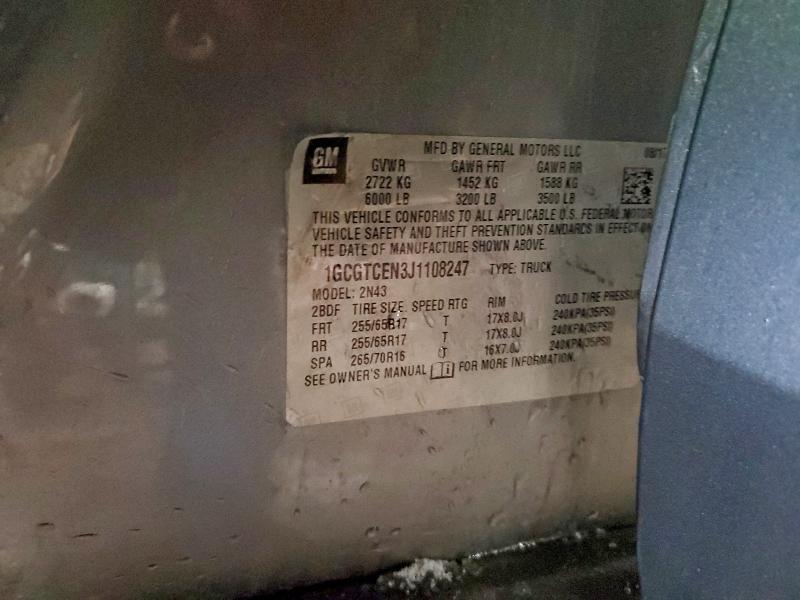 GM
MFD BY GENERAL MOTORS LLC 08/17
GVWR GAWR FRT GAWR RR
2722 KG 1452 KG 1588 KG
6000 LB 3200 LB 3500 LB
THIS VEHICLE CONFORMS TO ALL APPLICABLE U.S. FEDERAL MOTOR
VEHICLE SAFETY AND THEFT PREVENTION STANDARDS IN EFFECT ON
THE DATE OF MANUFACTURE SHOWN ABOVE.
1GCGTCEN3J1108247 TYPE: TRUCK
MODEL: 2N43
2BDF TIRE SIZE SPEED RTG RIM COLD TIRE PRESSU
FRT 255/65R17 T 17X8.0J 240KPA(35PSI)
RR 255/65R17 T 17X8.0J 240KPA(35PSI)
SPA 265/70R16 T 16X7.0J 240KPA(35PSI)
SEE OWNER'S MANUAL FOR MORE INFORMATION.